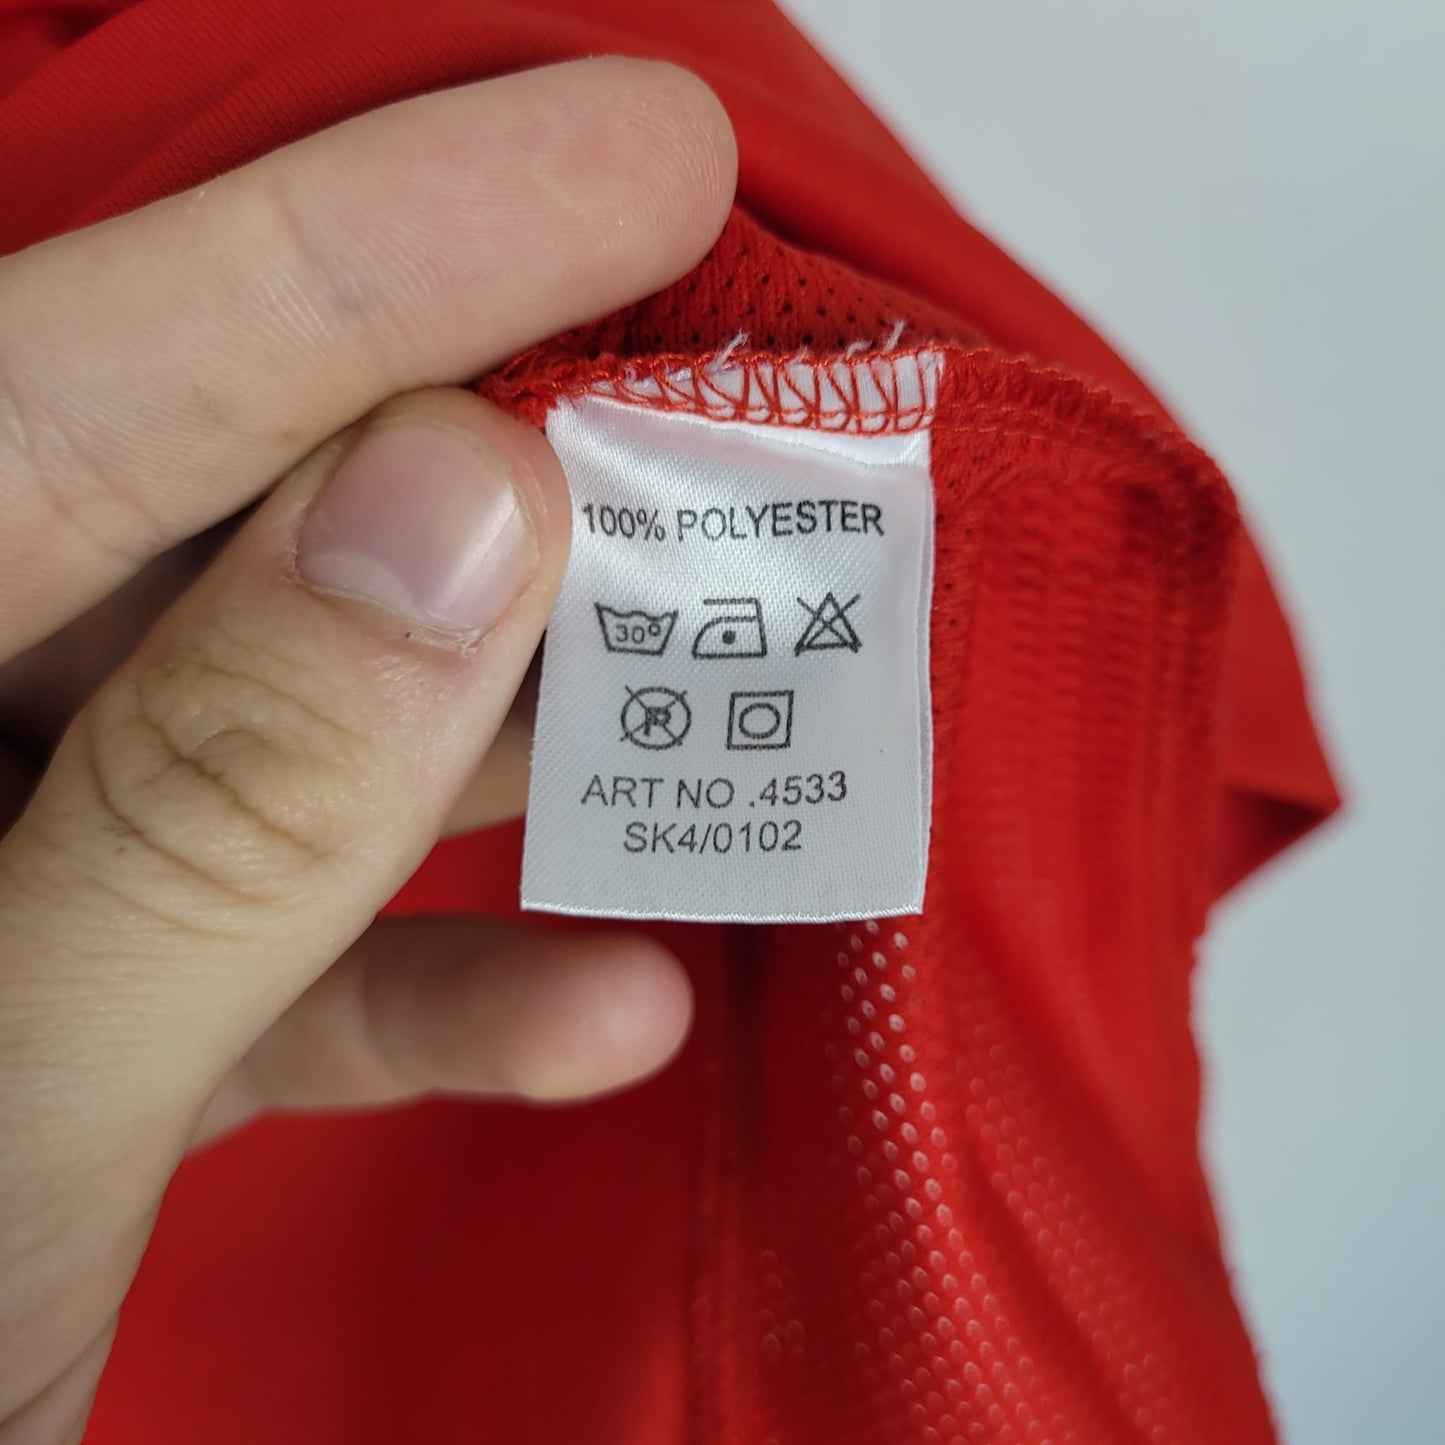 100% POLYESTER
30°
P
ART NO .4533
SK4/0102